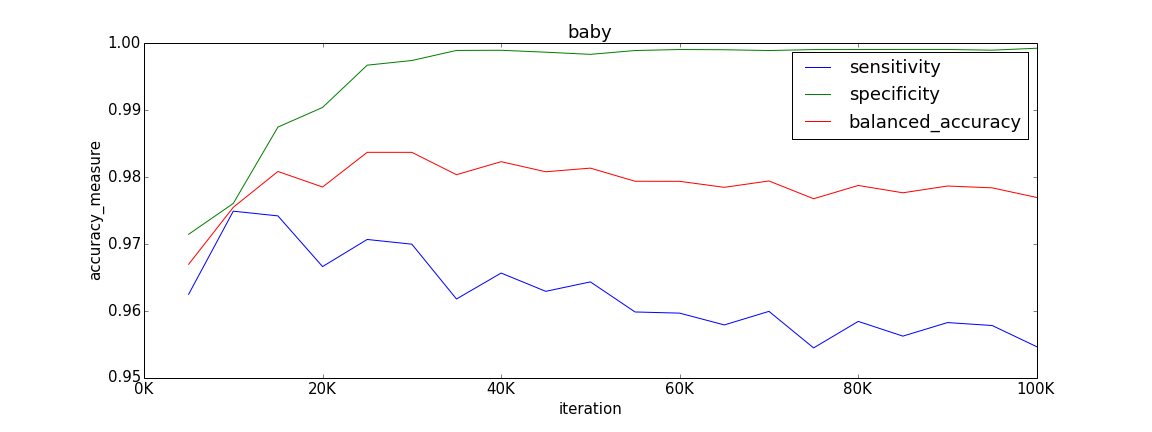 baby
1.00
0.99
0.98
0.97
0.96
0.95
accuracy_measure
sensitivity
specificity
balanced_accuracy
0K
20K
40K
60K
80K
100K
iteration